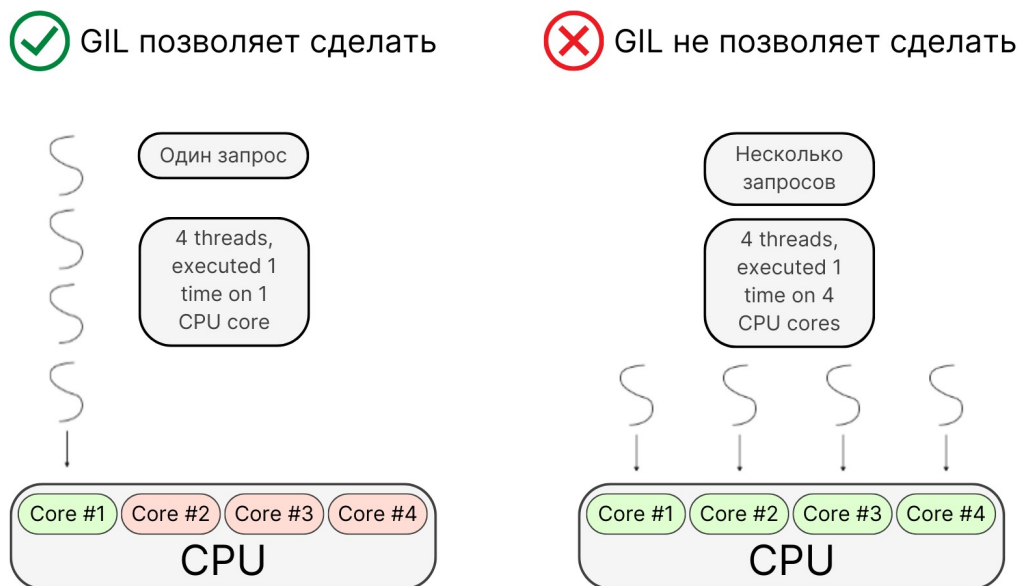 GIL позволяет сделать
Один запрос
4 threads,
executed 1
time on 1
CPU core
Core #1
Core #2
Core #3
Core #4
CPU
GIL не позволяет сделать
Несколько
запросов
4 threads,
executed 1
time on 4
CPU cores
Core #1
Core #2
Core #3
Core #4
CPU